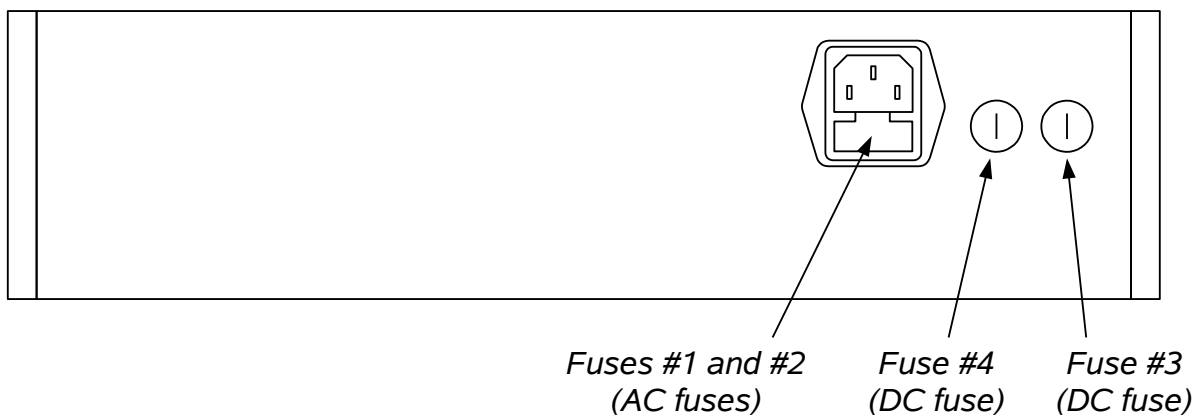 Fuses #1 and #2
(AC fuses)
Fuse #4
(DC fuse)
Fuse #3
(DC fuse)